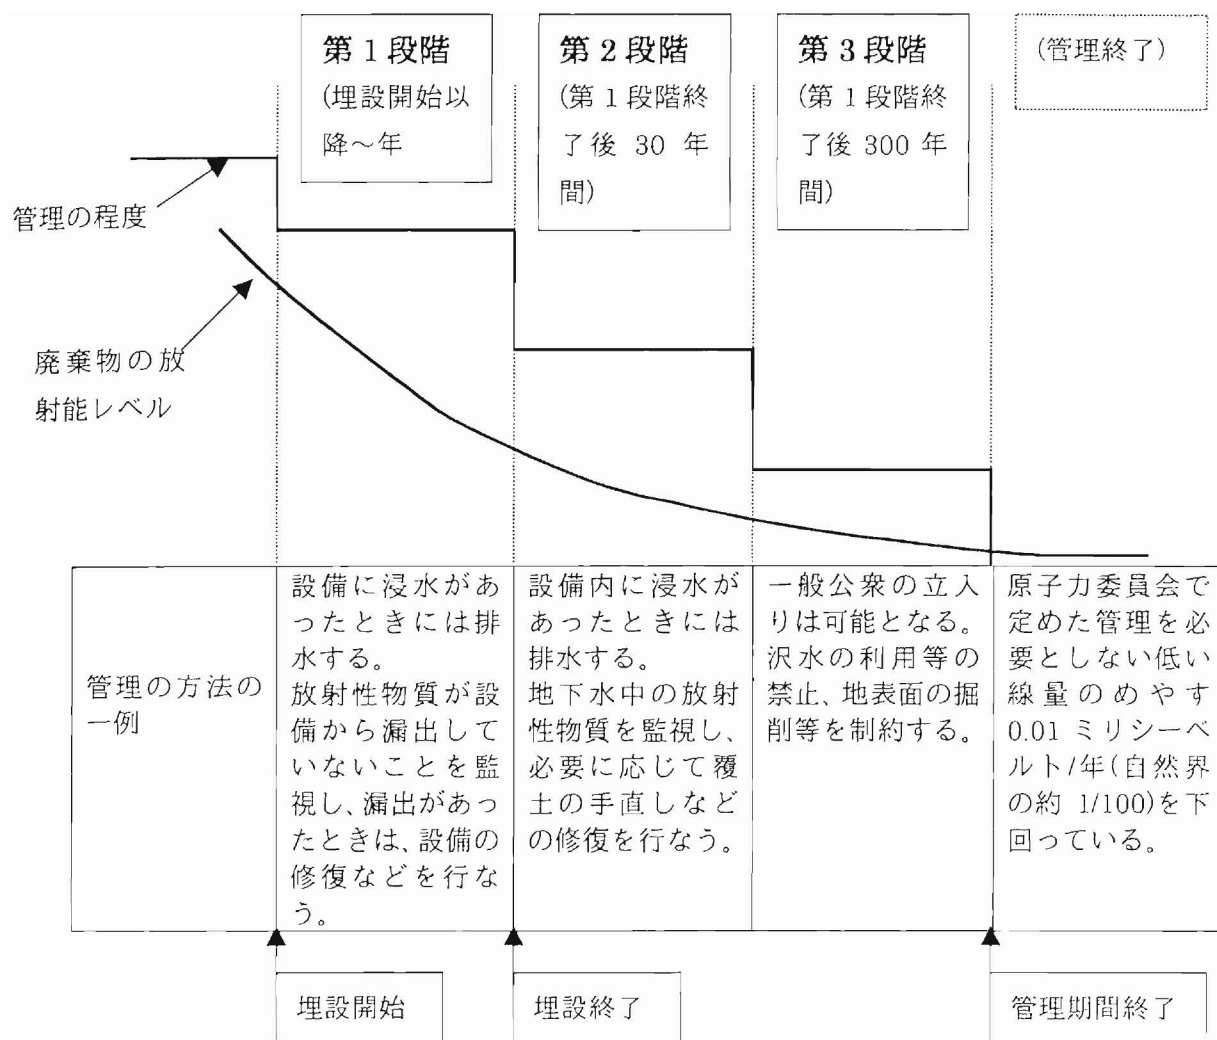 第1段階
(埋設開始以
降～年
第2段階
(第1段階終
了後 30 年
間)
第3段階
(第1段階終
了後 300 年
間)
(管理終了)
管理の程度
廃棄物の放
射能レベル
管理の方法の
一例
設備に浸水があ
ったときには排
水する。
放射性物質が設
備から漏出して
いないことを監
視し、漏出があっ
たときは、設備の
修復などを行な
う。
設備内に浸水が
あったときには
排水する。
地下水中の放射
性物質を監視し、
必要に応じて覆
土の手直しなど
の修復を行なう。
一般公衆の立入
りは可能となる。
沢水の利用等の
禁止、地表面の掘
削等を制約する。
原子力委員会で
定めた管理を必
要としない低い
線量のめやす
0.01 ミリシーベ
ルト/年(自然界
の約 1/100)を下
回っている。
埋設開始
埋設終了
管理期間終了